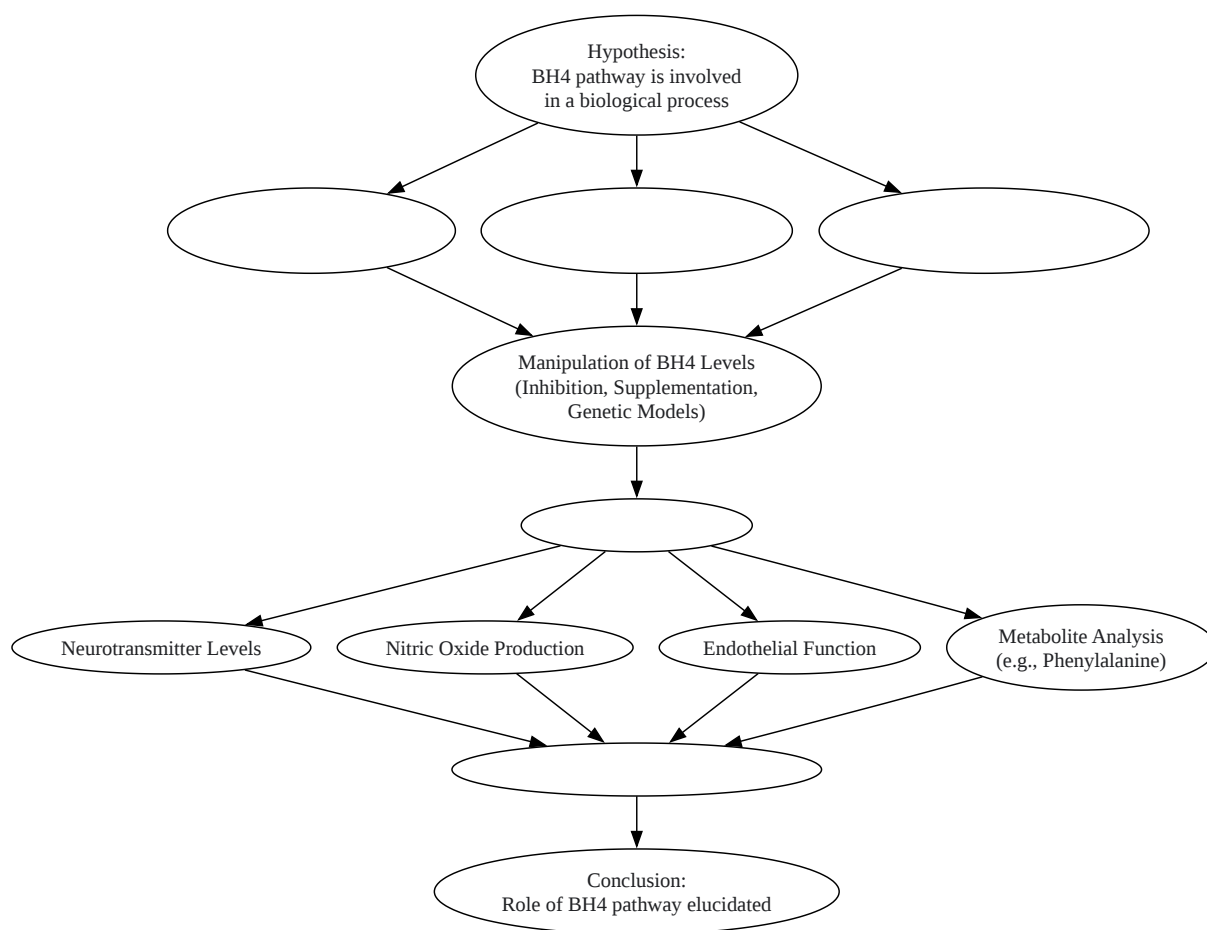 Hypothesis:
BH4 pathway is involved
in a biological process
Manipulation of BH4 Levels
(Inhibition, Supplementation,
Genetic Models)
Neurotransmitter Levels
Nitric Oxide Production
Endothelial Function
Metabolite Analysis
(e.g., Phenylalanine)
Conclusion:
Role of BH4 pathway elucidated